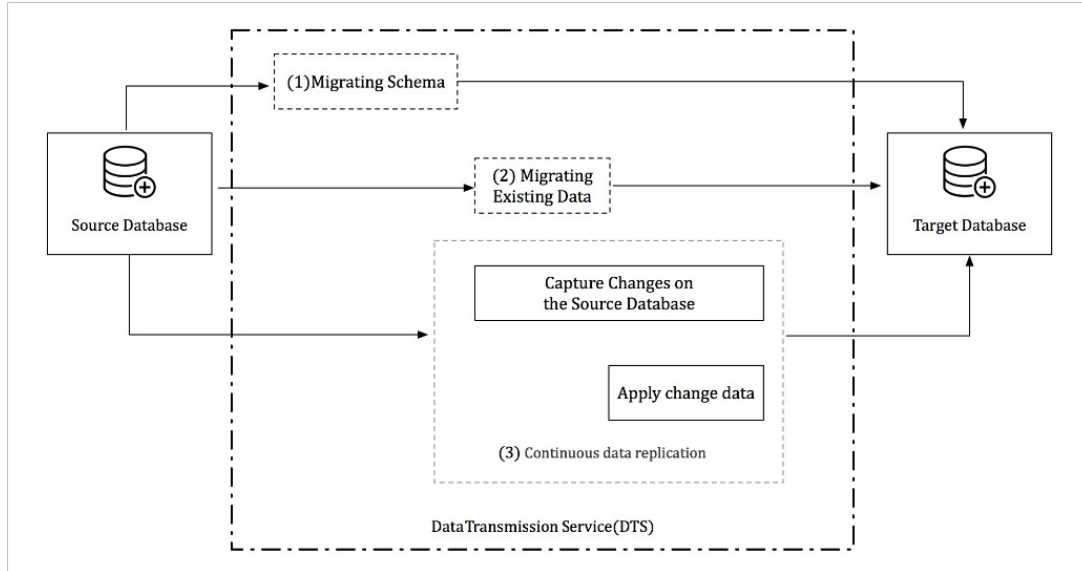 (1)Migrating Schema
(2) Migrating
Existing Data
Source Database
Target Database
Capture Changes on
the Source Database
Apply change data
(3) Continuous data replication
DataTransmission Service(DTS)